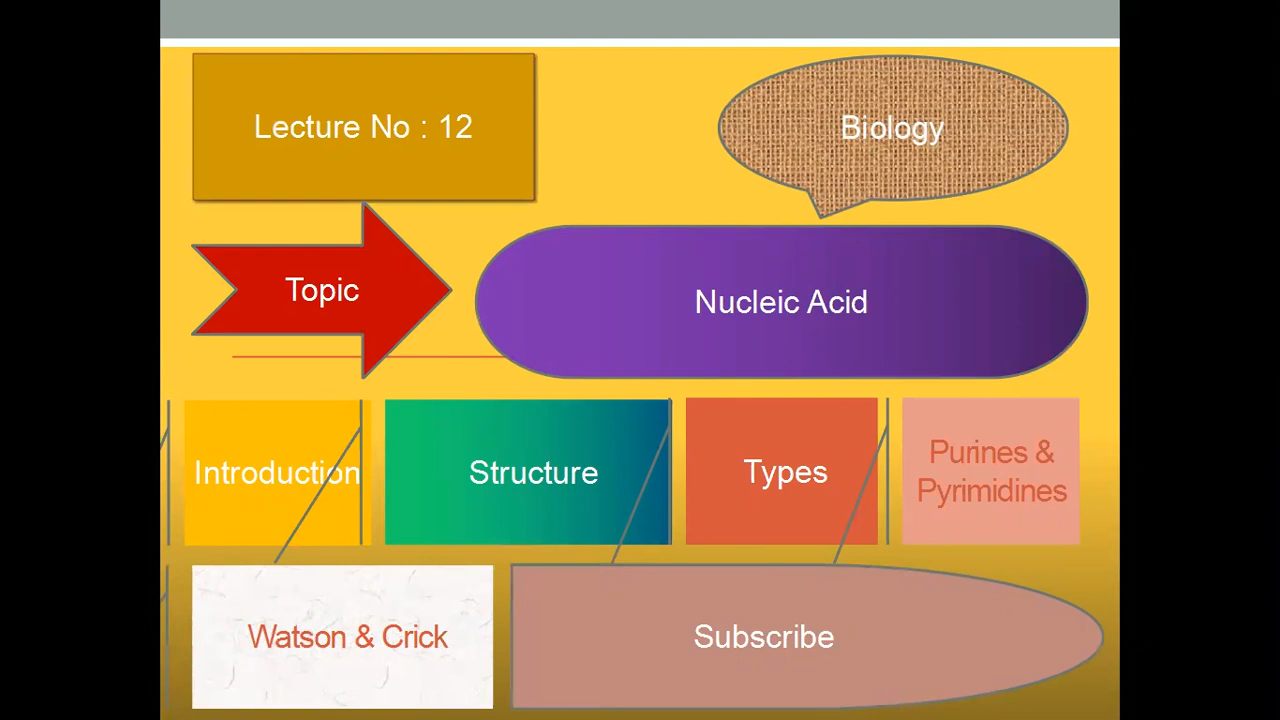 Lecture No : 12
Biology
Topic
Nucleic Acid
Introduction
Structure
Types
Purines &
Pyrimidines
Watson & Crick
Subscribe